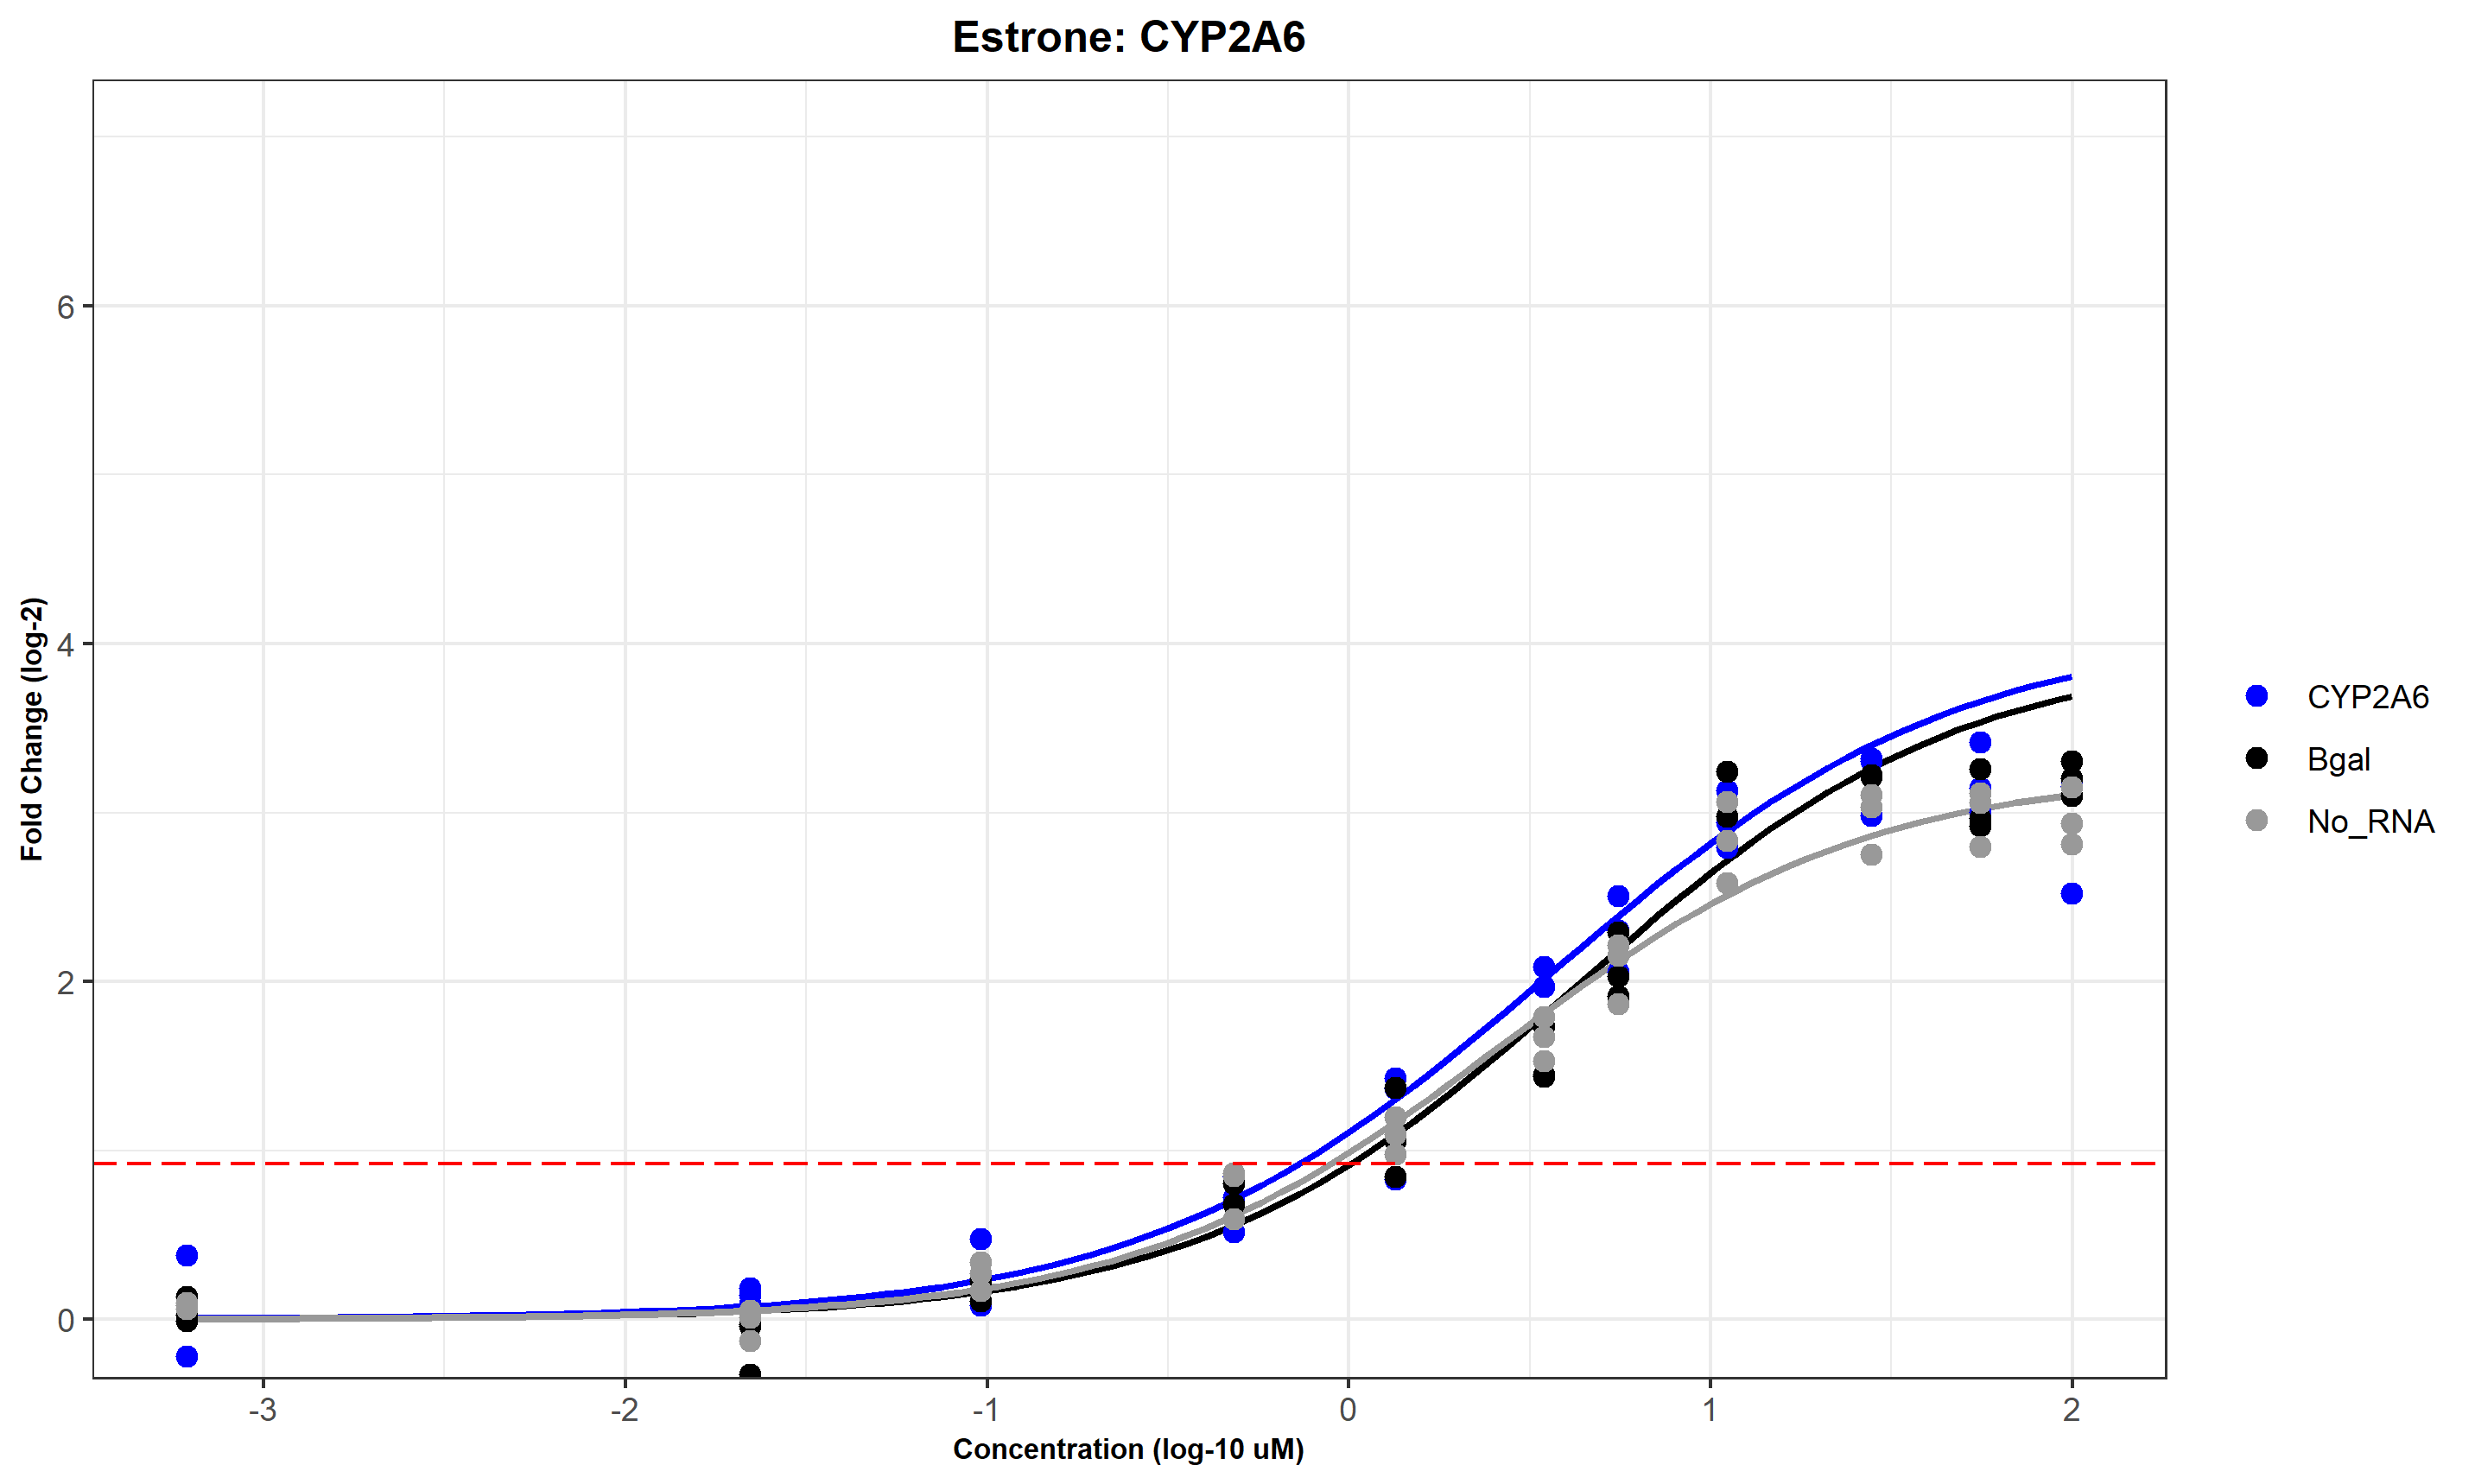 Estrone: CYP2A6
Fold Change (log-2)
6
4
2
0
-3
-2
-1
0
1
2
Concentration (log-10 uM)
CYP2A6
Bgal
No_RNA